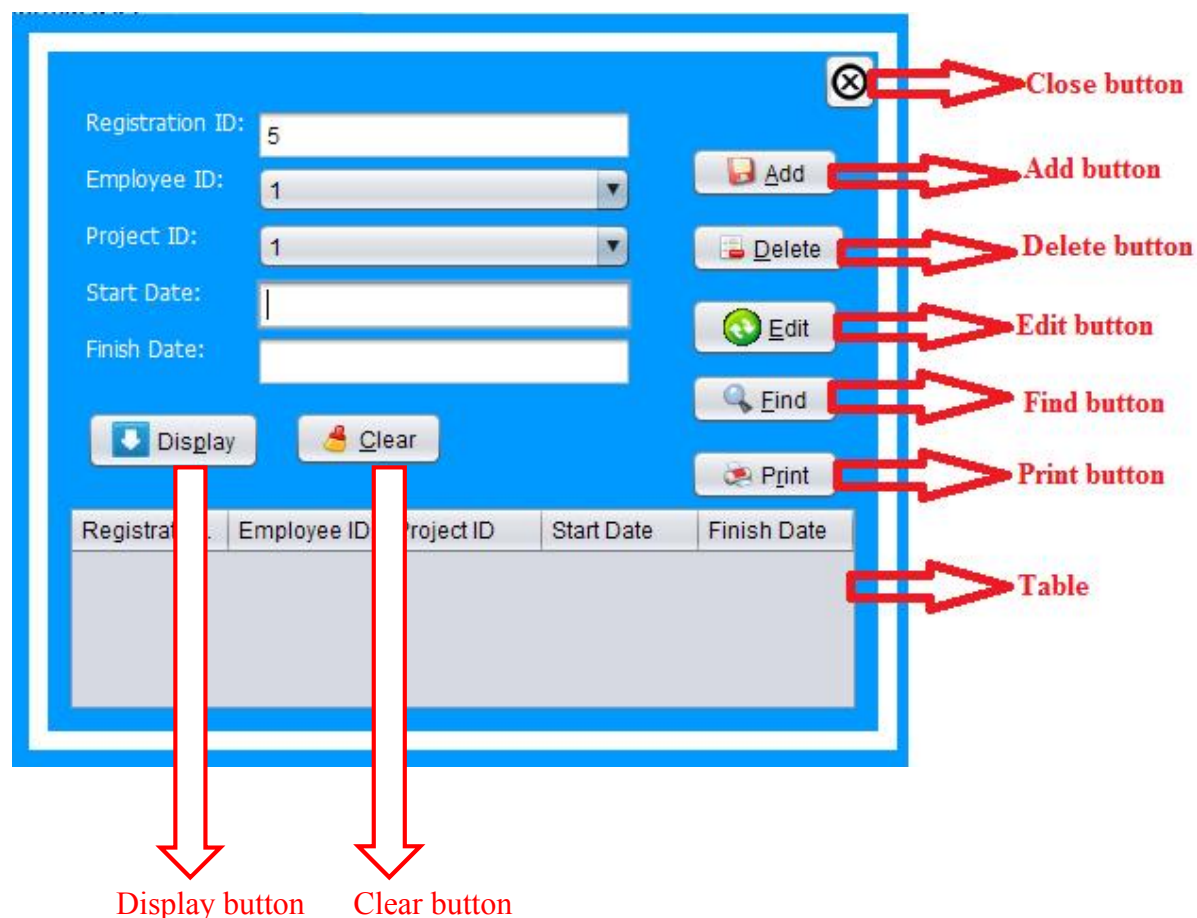 Close button
Registration ID:
5
Add
Add button
Employee ID:
1
Project ID:
1
Delete
Delete button
Start Date:
Edit
Edit button
Finish Date:
Find
Find button
Display
Clear
Print
Print button
Employee ID
Project ID
Start Date
Finish Date
Table
Display button
Clear button